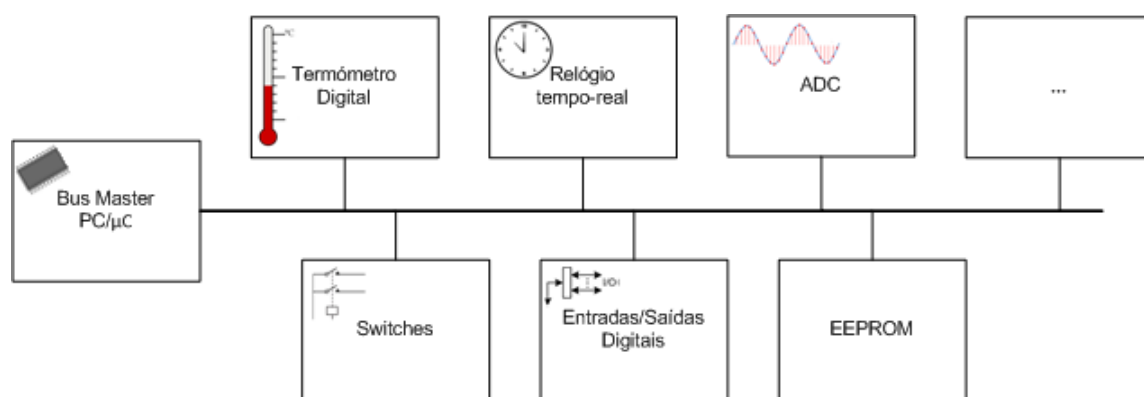 °C
Termómetro
Digital
Relógio
tempo-real
ADC
...
Bus Master
PC/µC
Switches
I/O
Entradas/Saídas
Digitais
EEPROM